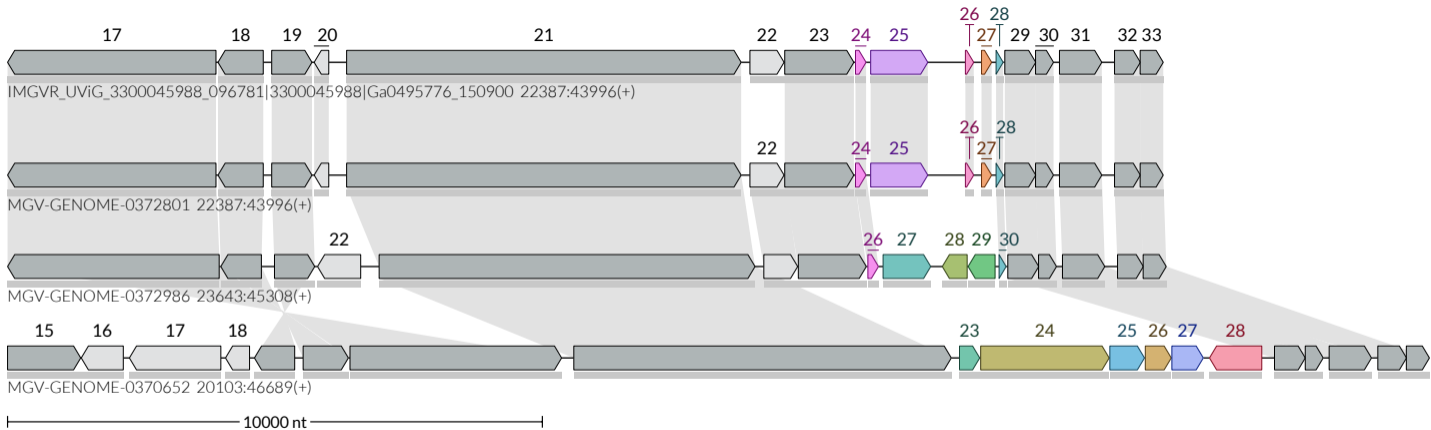 26 28
17 18 19 20 21 22 23 24 25 27 29 30 31 32 33
IMGVR_UViG_3300045988_096781|3300045988|Ga0495776_150900 22387:43996(+)
26 28
22 24 25 27
MGV-GENOME-0372801 22387:43996(+)
22 26 27 28 29 30
MGV-GENOME-0372986 23643:45308(+)
15 16 17 18 23 24 25 26 27 28
MGV-GENOME-0370652 20103:46689(+)
10000 nt